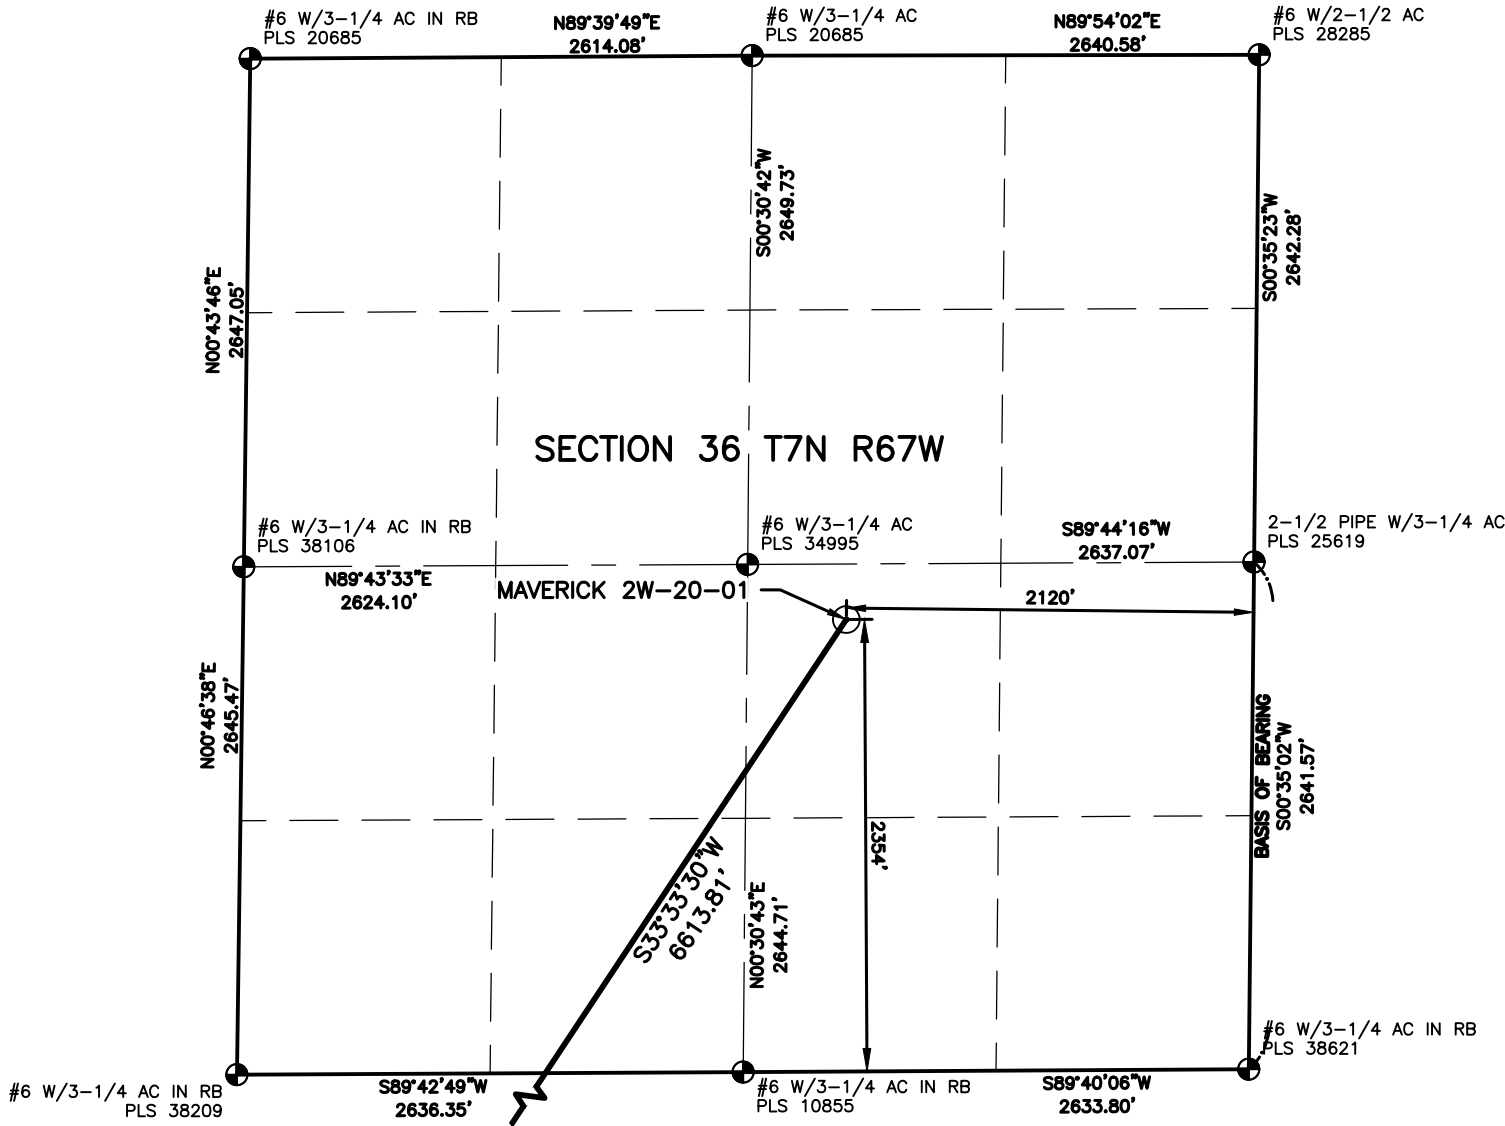 #6 W/3-1/4 AC IN RB
PLS 20685
N89°39'49"E
2614.08'
#6 W/3-1/4 AC
PLS 20685
N89°54'02"E
2640.58'
#6 W/2-1/2 AC
PLS 28285
S00°30'42"W
2649.73'
S00°35'23"W
2642.28'
N00°43'46"E
2647.05'
SECTION 36 T7N R67W
#6 W/3-1/4 AC IN RB
PLS 38106
#6 W/3-1/4 AC
PLS 34995
S89°44'16"W
2637.07'
2-1/2 PIPE W/3-1/4 AC
PLS 25619
N89°43'33"E
2624.10'
MAVERICK 2W-20-01
2120'
N00°46'38"E
2645.47'
BASIS OF BEARING
S00°35'02"W
2641.57'
2354'
S33°33'30"W
6613.81'
N00°30'43"E
2644.71'
#6 W/3-1/4 AC IN RB
PLS 38621
#6 W/3-1/4 AC IN RB
PLS 38209
S89°42'49"W
2636.35'
#6 W/3-1/4 AC IN RB
PLS 10855
S89°40'06"W
2633.80'